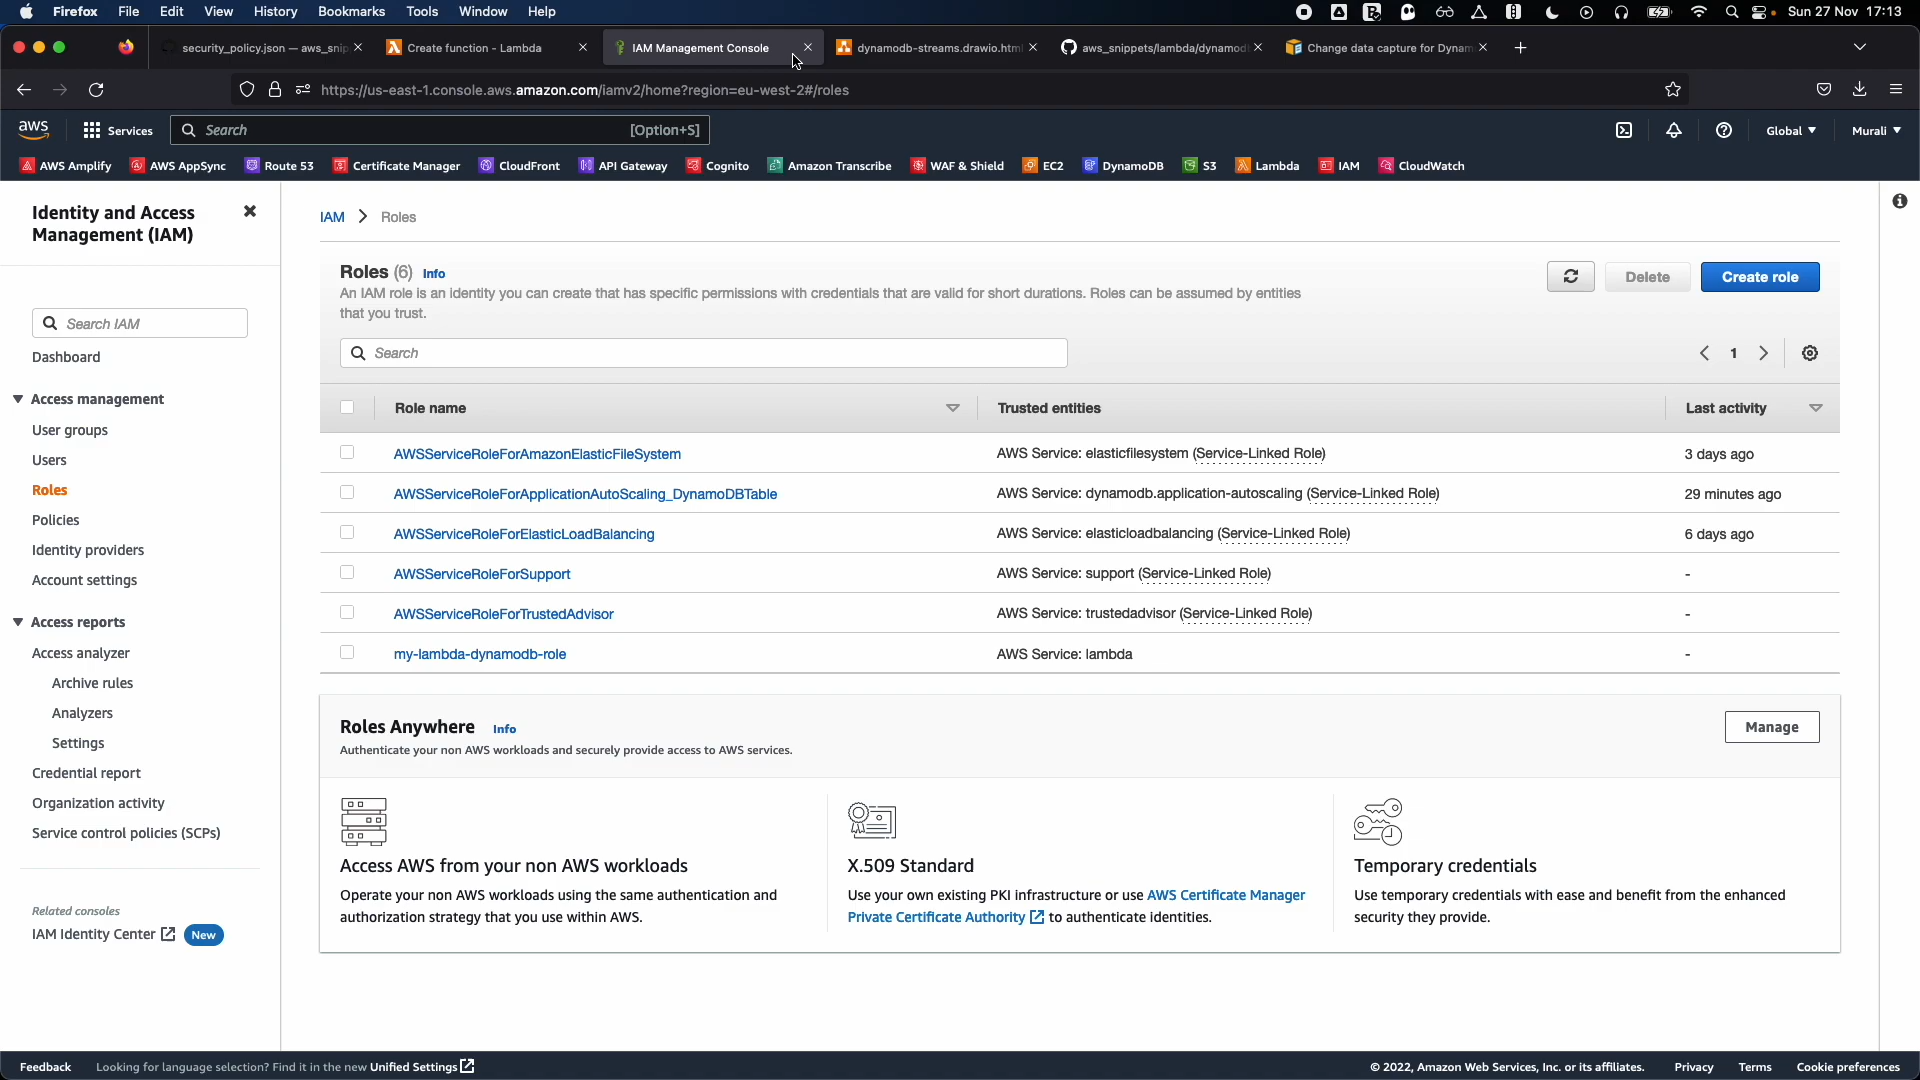 Firefox File Edit View History Bookmarks Tools Window Help Sun 27 Nov 17:13
security_policy.json — aws_snip Create function - Lambda IAM Management Console dynamodb-streams.drawio.html aws_snippets/lambda/dynamodb Change data capture for Dynam
https://us-east-1.console.aws.amazon.com/iamv2/home?region=eu-west-2#/roles
aws Services Search [Option+S] Global Murali
AWS Amplify AWS AppSync Route 53 Certificate Manager CloudFront API Gateway Cognito Amazon Transcribe WAF & Shield EC2 DynamoDB S3 Lambda IAM CloudWatch
Identity and Access
Management (IAM)
Search IAM
Dashboard
Access management
User groups
Users
Roles
Policies
Identity providers
Account settings
Access reports
Access analyzer
Archive rules
Analyzers
Settings
Credential report
Organization activity
Service control policies (SCPs)
Related consoles
IAM Identity Center New
IAM > Roles
Roles (6) Info
An IAM role is an identity you can create that has specific permissions with credentials that are valid for short durations. Roles can be assumed by entities
that you trust.
Delete Create role
Search
1
Role name Trusted entities Last activity
AWSServiceRoleForAmazonElasticFileSystem AWS Service: elasticfilesystem (Service-Linked Role) 3 days ago
AWSServiceRoleForApplicationAutoScaling_DynamoDBTable AWS Service: dynamodb.application-autoscaling (Service-Linked Role) 29 minutes ago
AWSServiceRoleForElasticLoadBalancing AWS Service: elasticloadbalancing (Service-Linked Role) 6 days ago
AWSServiceRoleForSupport AWS Service: support (Service-Linked Role) -
AWSServiceRoleForTrustedAdvisor AWS Service: trustedadvisor (Service-Linked Role) -
my-lambda-dynamodb-role AWS Service: lambda -
Roles Anywhere Info
Authenticate your non AWS workloads and securely provide access to AWS services.
Manage
Access AWS from your non AWS workloads
Operate your non AWS workloads using the same authentication and
authorization strategy that you use within AWS.
X.509 Standard
Use your own existing PKI infrastructure or use AWS Certificate Manager
Private Certificate Authority to authenticate identities.
Temporary credentials
Use temporary credentials with ease and benefit from the enhanced
security they provide.
Feedback Looking for language selection? Find it in the new Unified Settings © 2022, Amazon Web Services, Inc. or its affiliates. Privacy Terms Cookie preferences